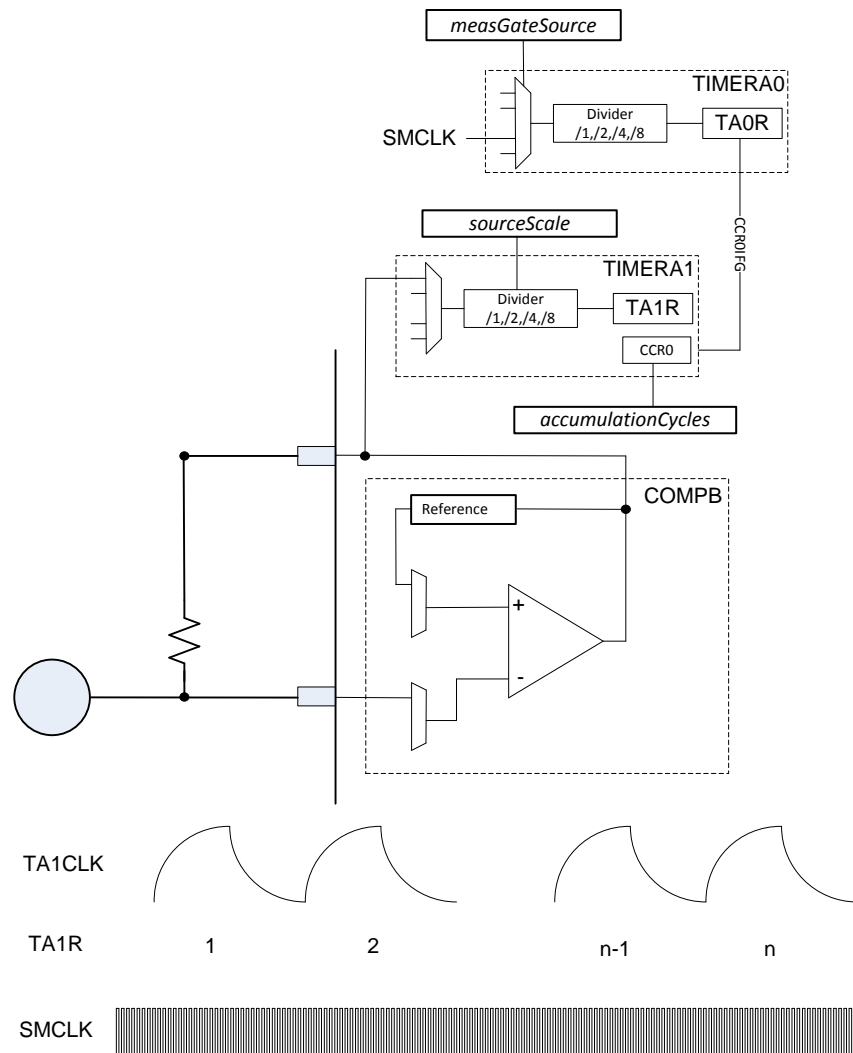 measGateSource
TIMERA0
Divider
/1,/2,/4,/8
TA0R
SMCLK
CCR0IFG
sourceScale
TIMERA1
Divider
/1,/2,/4,/8
TA1R
CCR0
accumulationCycles
COMPB
Reference
+
-
TA1CLK
TA1R 1 2 n-1 n
SMCLK